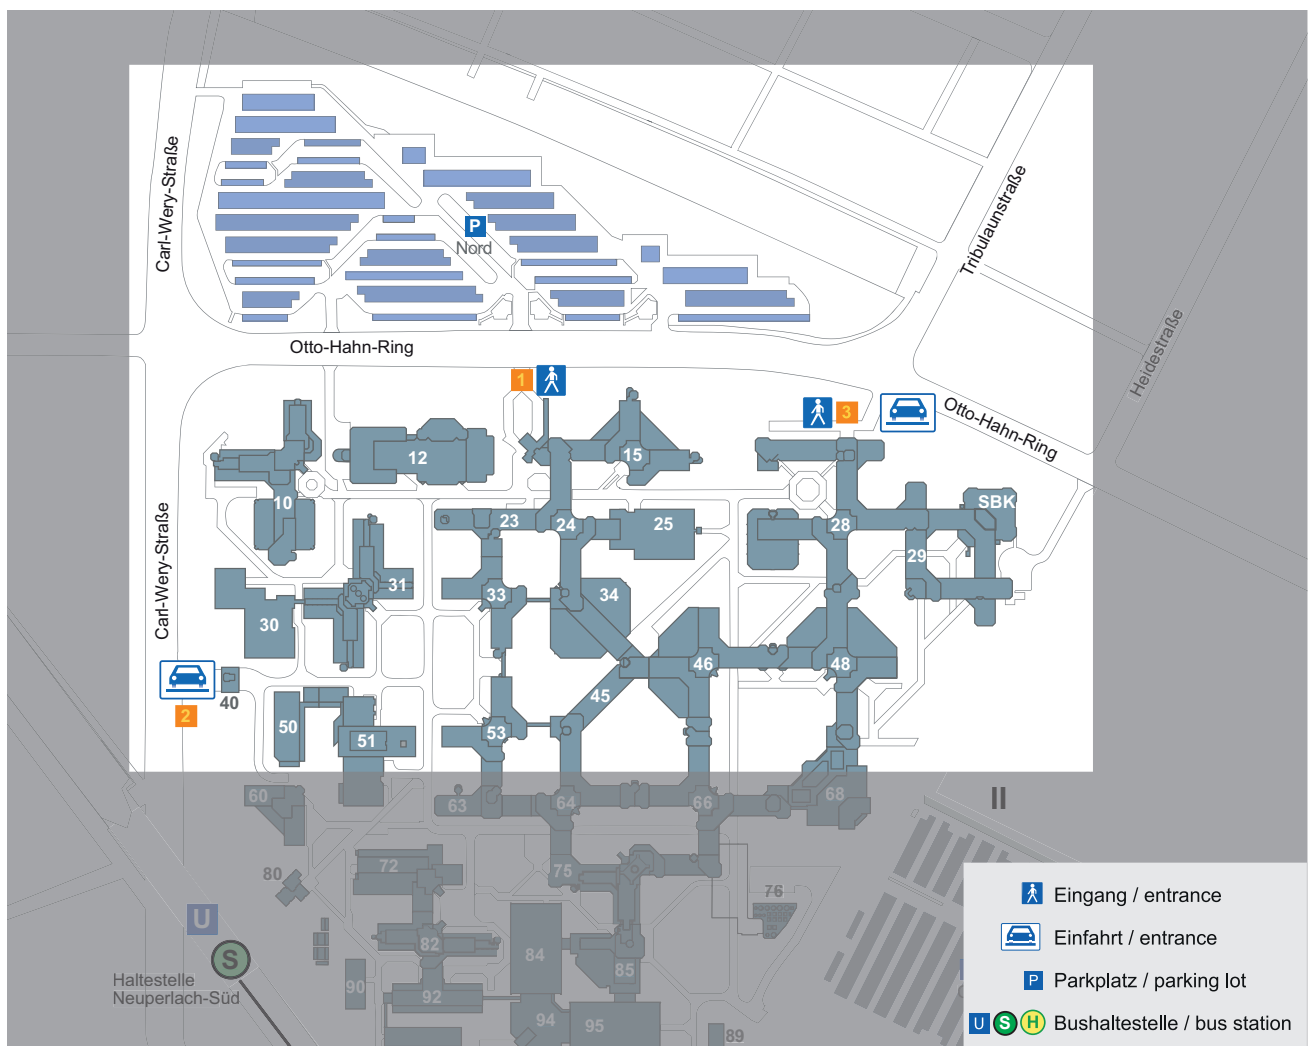 Carl-Wery-Straße
P
Nord
Tribulaunstraße
Heidestraße
Otto-Hahn-Ring
1
3
Otto-Hahn-Ring
12
15
10
SBK
23
24
25
28
29
31
33
34
30
Carl-Wery-Straße
46
48
40
2
45
50
51
53
60
63
64
66
68
II
72
75
80
76
U
82
84
85
S
Haltestelle
Neuperlach-Süd
90
92
94
95
89
Eingang / entrance
Einfahrt / entrance
P Parkplatz / parking lot
U S H Bushaltestelle / bus station